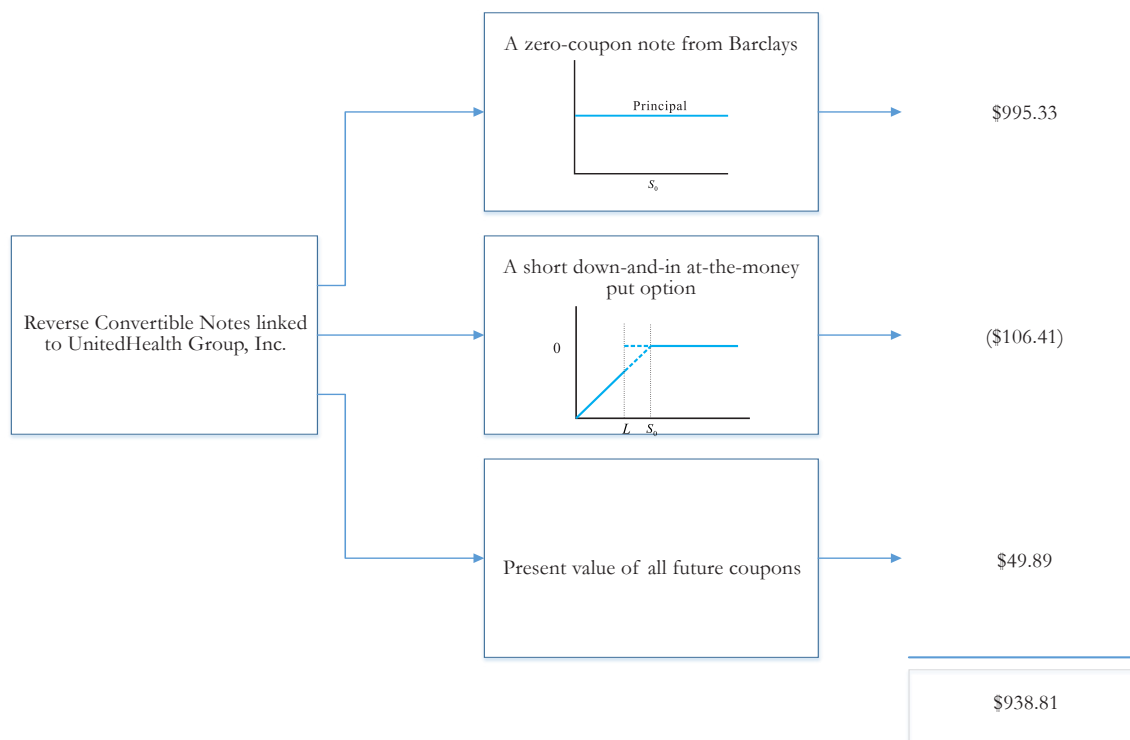 A zero-coupon note from Barclays
Principal
S₀
$995.33
Reverse Convertible Notes linked
to UnitedHealth Group, Inc.
A short down-and-in at-the-money
put option
0
L S₀
($106.41)
Present value of all future coupons
$49.89
$938.81